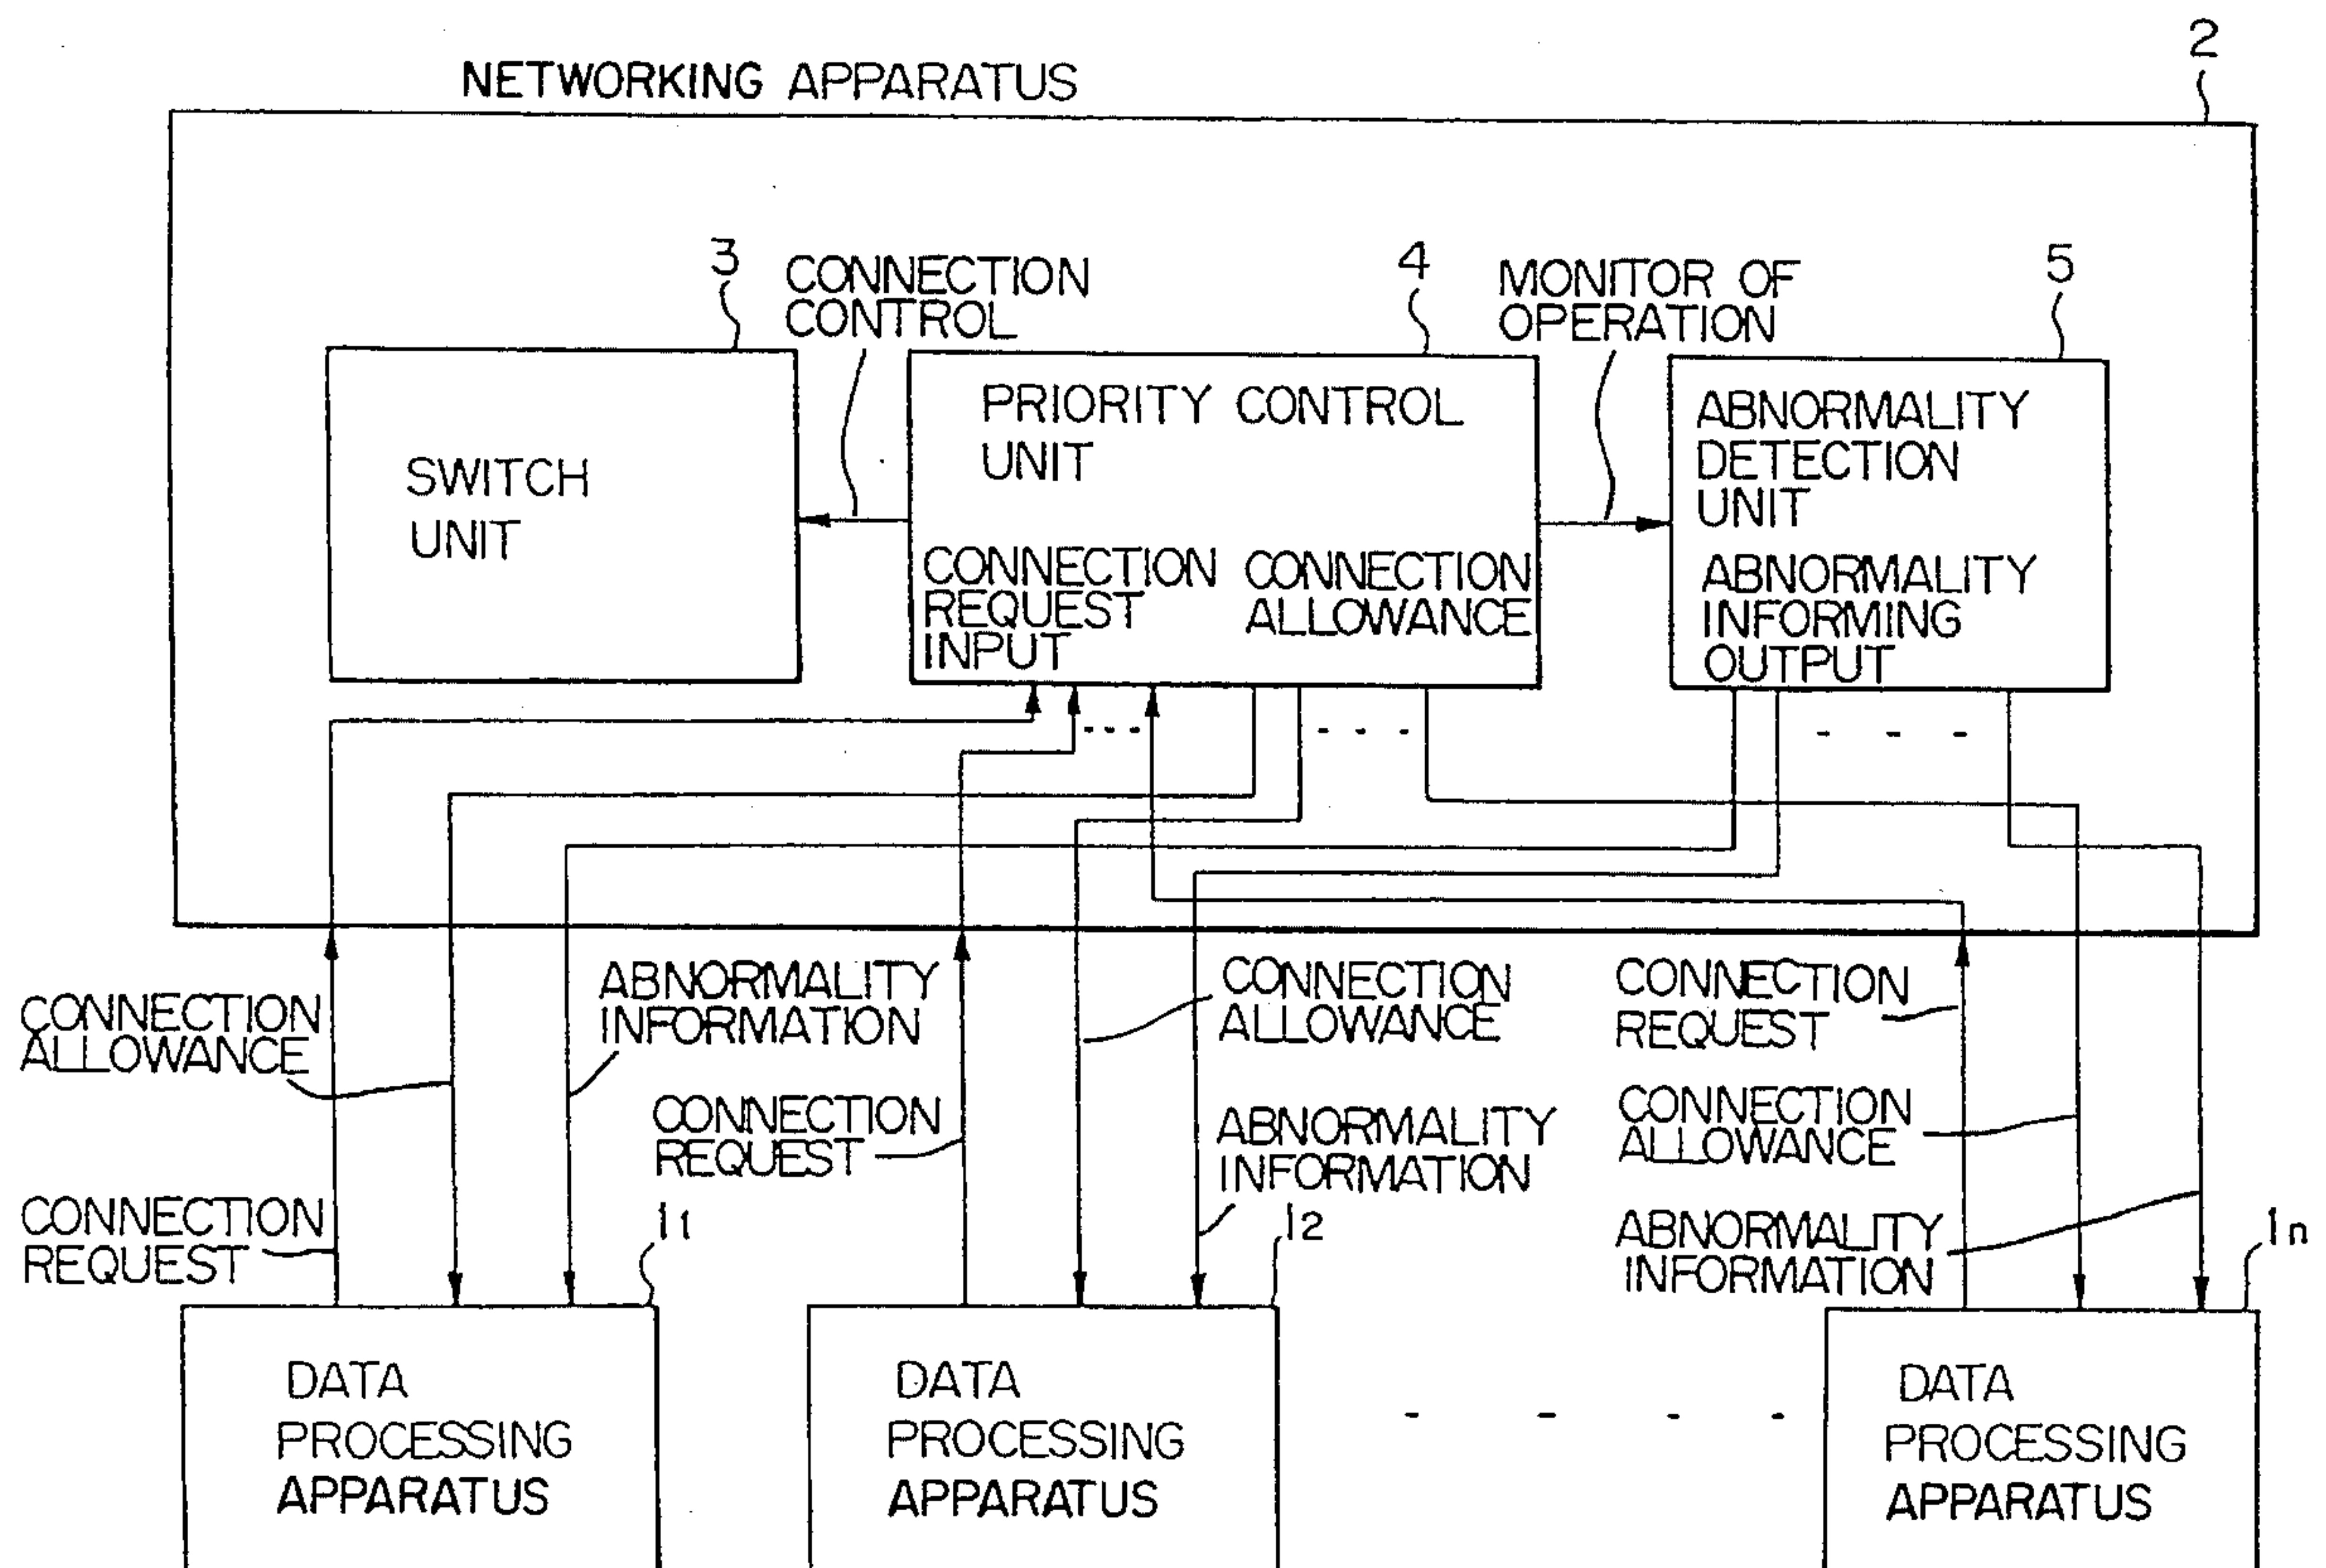 2
NETWORKING APPARATUS
3
CONNECTION
CONTROL
4
MONITOR OF
OPERATION
5
SWITCH
UNIT
PRIORITY CONTROL
UNIT
CONNECTION
REQUEST
INPUT
CONNECTION
ALLOWANCE
ABNORMALITY
DETECTION
UNIT
ABNORMALITY
INFORMING
OUTPUT
CONNECTION
ALLOWANCE
ABNORMALITY
INFORMATION
CONNECTION
REQUEST
CONNECTION
ALLOWANCE
CONNECTION
REQUEST
ABNORMALITY
INFORMATION
CONNECTION
REQUEST
CONNECTION
ALLOWANCE
ABNORMALITY
INFORMATION
11
12
1n
DATA
PROCESSING
APPARATUS
DATA
PROCESSING
APPARATUS
DATA
PROCESSING
APPARATUS